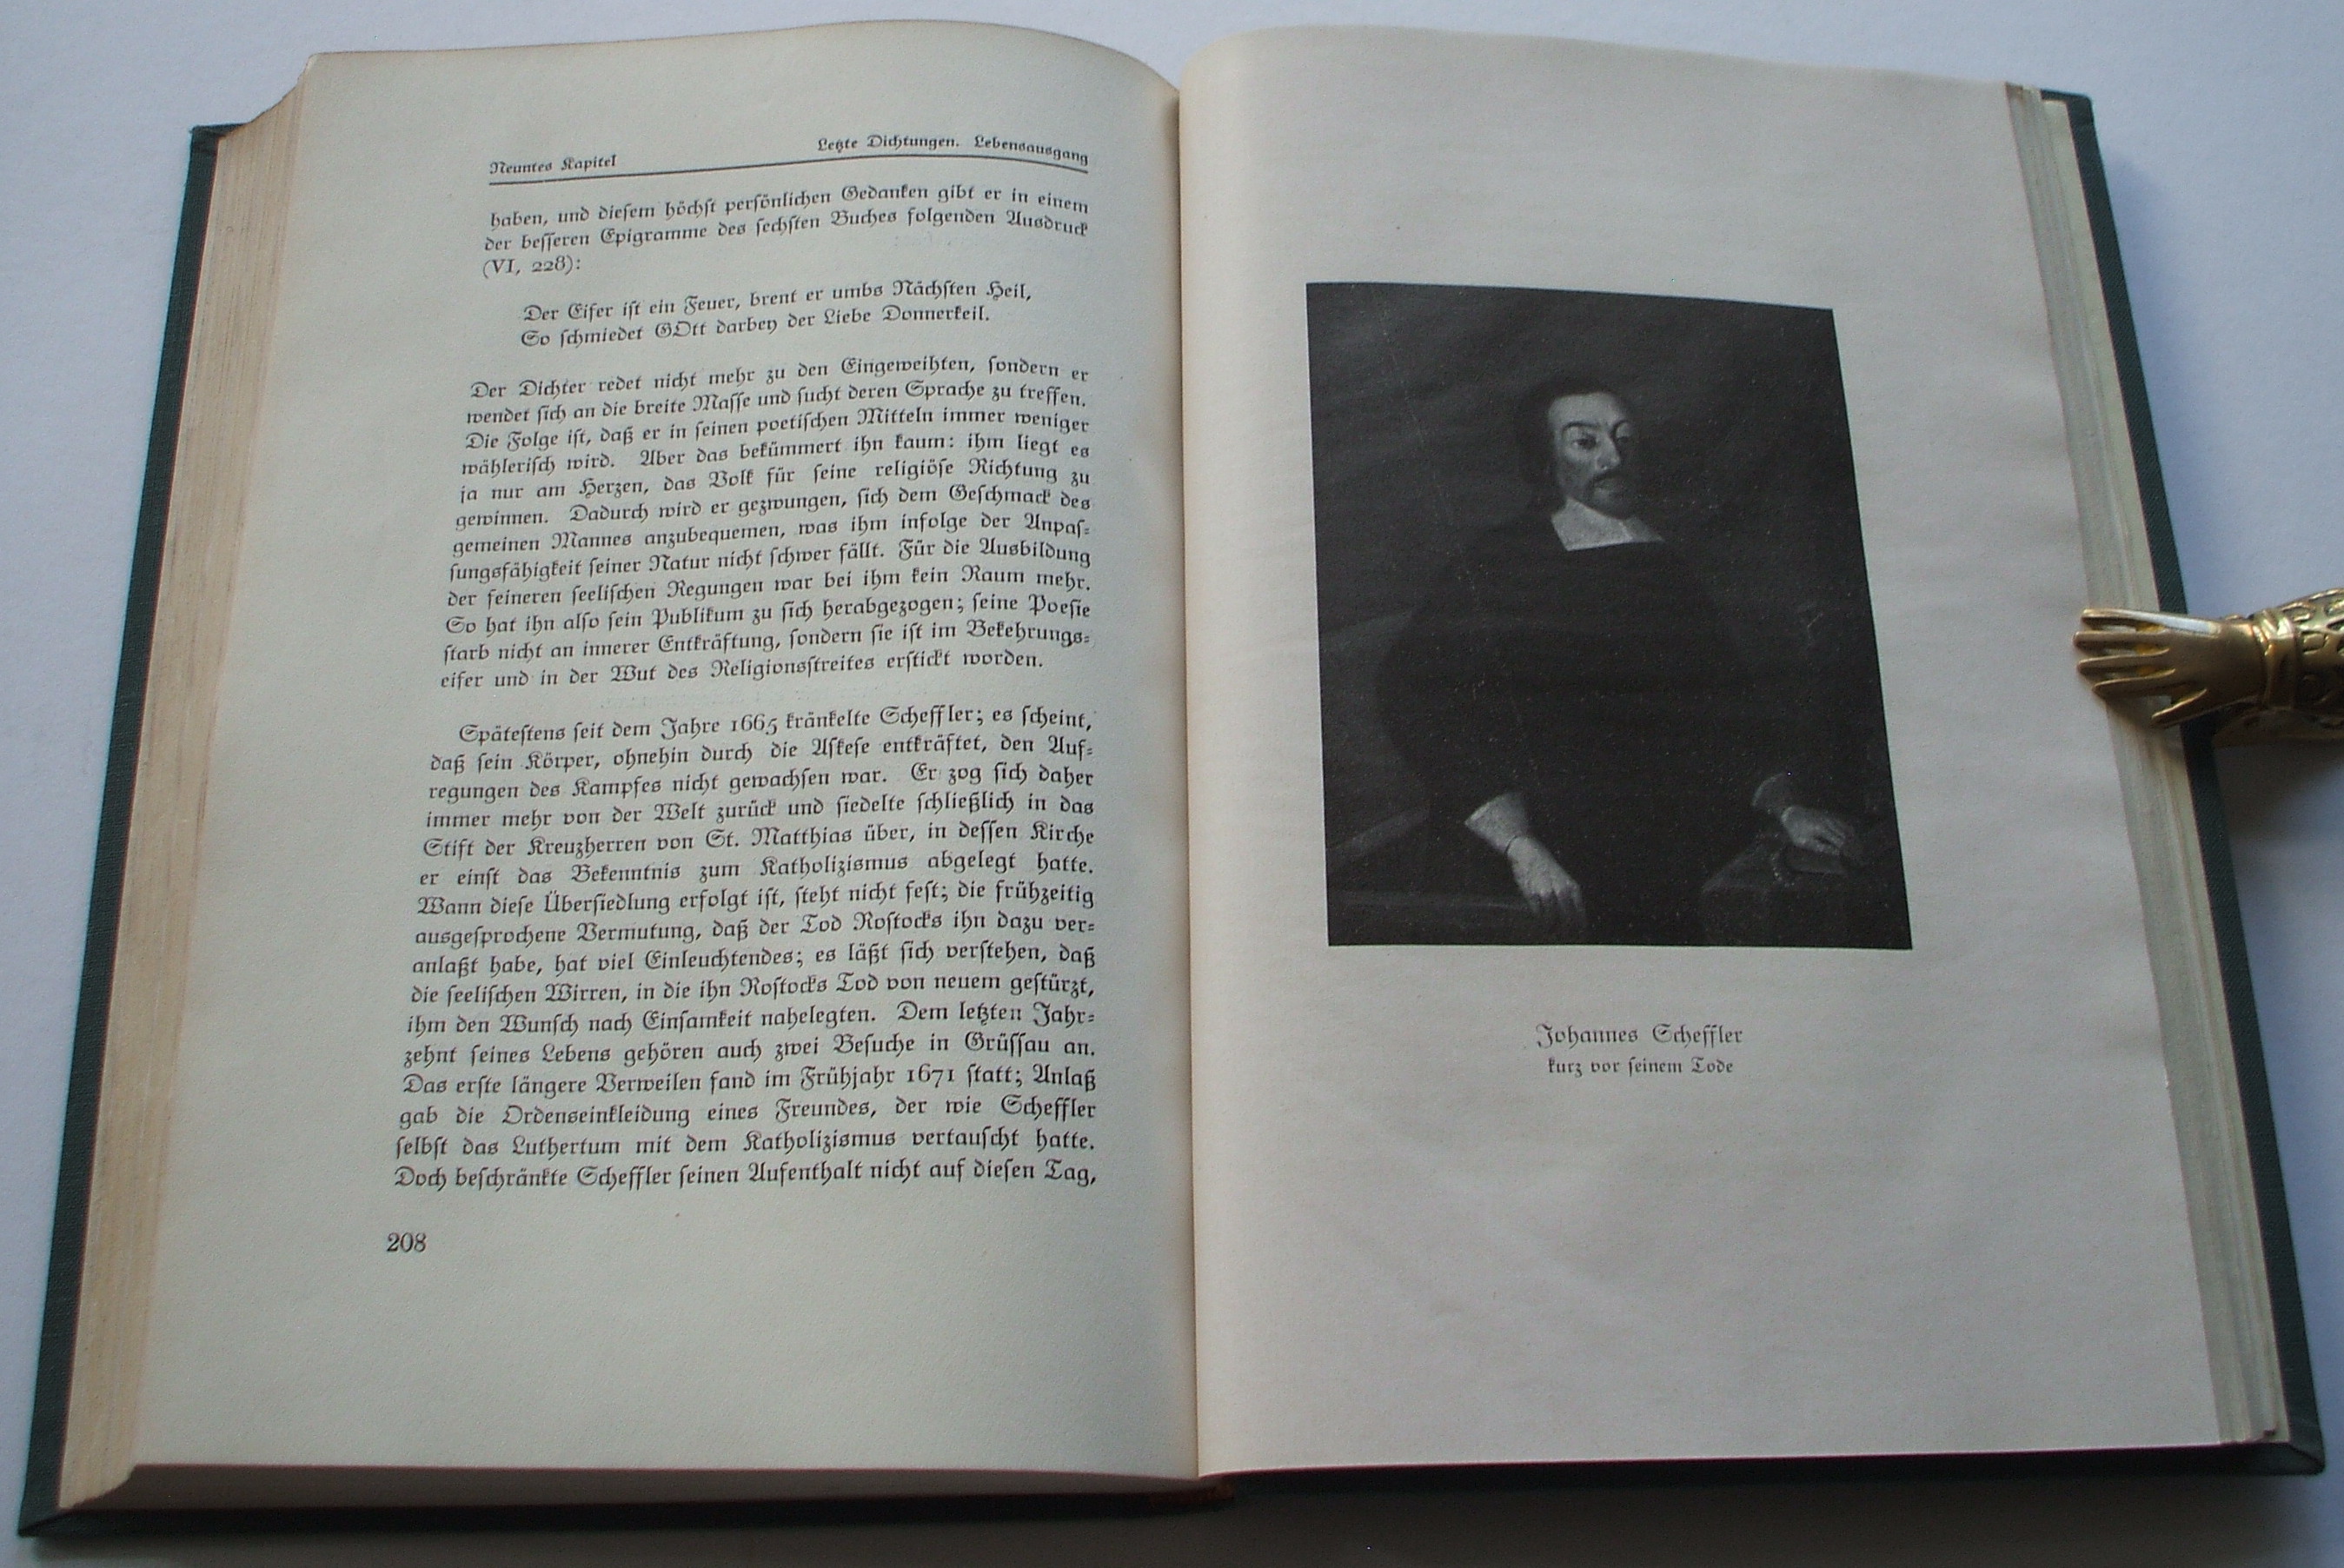 Neuntes Kapitel Letzte Dichtungen. Lebensausgang
haben, und dieſem höchſt perſönlichen Gedanken gibt er in einem
der beſſeren Epigramme des ſechſten Buches folgenden Ausdruck
(VI, 228):
Der Eifer iſt ein Feuer, brent er umbs Nächſten Heil,
So ſchmiedet GOtt darbey der Liebe Donnerkeil.
Der Dichter redet nicht mehr zu den Eingeweihten, ſondern er
wendet ſich an die breite Maſſe und ſucht deren Sprache zu treffen.
Die Folge iſt, daß er in ſeinen poetiſchen Mitteln immer weniger
wähleriſch wird. Aber das bekümmert ihn kaum: ihm liegt es
ja nur am Herzen, das Volk für ſeine religiöſe Richtung zu
gewinnen. Dadurch wird er gezwungen, ſich dem Geſchmack des
gemeinen Mannes anzubequemen, was ihm infolge der Anpaſ-
ſungsfähigkeit ſeiner Natur nicht ſchwer fällt. Für die Ausbildung
der feineren ſeeliſchen Regungen war bei ihm kein Raum mehr.
So hat ihn alſo ſein Publikum zu ſich herabgezogen; ſeine Poeſie
ſtarb nicht an innerer Entkräftung, ſondern ſie iſt im Bekehrungs-
eifer und in der Wut des Religionsſtreites erſtickt worden.
Späteſtens ſeit dem Jahre 1665 kränkelte Scheffler; es ſcheint,
daß ſein Körper, ohnehin durch die Aſkeſe entkräftet, den Auf-
regungen des Kampfes nicht gewachſen war. Er zog ſich daher
immer mehr von der Welt zurück und ſiedelte ſchließlich in das
Stift der Kreuzherren von St. Matthias über, in deſſen Kirche
er einſt das Bekenntnis zum Katholizismus abgelegt hatte.
Wann dieſe Überſiedlung erfolgt iſt, ſteht nicht feſt; die frühzeitig
ausgeſprochene Vermutung, daß der Tod Roſtocks ihn dazu ver-
anlaßt habe, hat viel Einleuchtendes; es läßt ſich verſtehen, daß
die ſeeliſchen Wirren, in die ihn Roſtocks Tod von neuem geſtürzt,
ihm den Wunſch nach Einſamkeit nahelegten. Dem letzten Jahr-
zehnt ſeines Lebens gehören auch zwei Beſuche in Grüſſau an.
Das erſte längere Verweilen fand im Frühjahr 1671 ſtatt; Anlaß
gab die Ordenseinkleidung eines Freundes, der wie Scheffler
ſelbſt das Luthertum mit dem Katholizismus vertauſcht hatte.
Doch beſchränkte Scheffler ſeinen Aufenthalt nicht auf dieſen Tag,
208
Johannes Scheffler
kurz vor ſeinem Tode